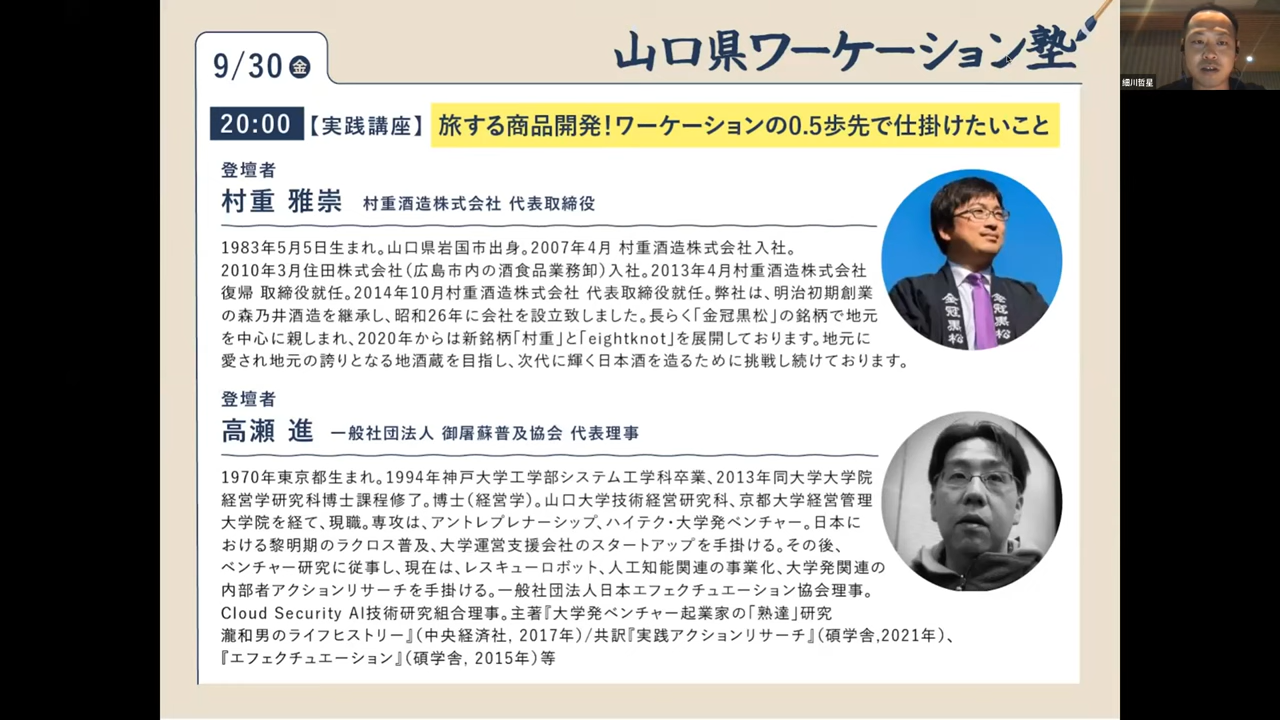 9/30 金
山口県ワーケーション塾
20:00 【実践講座】 旅する商品開発!ワーケーションの0.5歩先で仕掛けたいこと
登壇者
村重 雅崇 村重酒造株式会社 代表取締役
1983年5月5日生まれ。山口県岩国市出身。2007年4月 村重酒造株式会社入社。
2010年3月住田株式会社(広島市内の酒食品業務卸)入社。2013年4月村重酒造株式会社
復帰 取締役就任。2014年10月村重酒造株式会社 代表取締役就任。弊社は、明治初期創業
の森乃井酒造を継承し、昭和26年に会社を設立致しました。長らく「金冠黒松」の銘柄で地元
を中心に親しまれ、2020年からは新銘柄「村重」と「eightknot」を展開しております。地元に
愛され地元の誇りとなる地酒蔵を目指し、次代に輝く日本酒を造るために挑戦し続けております。
金冠黒松
金冠黒松
登壇者
高瀬 進 一般社団法人 御屠蘇普及協会 代表理事
1970年東京都生まれ。1994年神戸大学工学部システム工学科卒業、2013年同大学大学院
経営学研究科博士課程修了。博士(経営学)。山口大学技術経営研究科、京都大学経営管理
大学院を経て、現職。専攻は、アントレプレナーシップ、ハイテク・大学発ベンチャー。日本に
おける黎明期のラクロス普及、大学運営支援会社のスタートアップを手掛ける。その後、
ベンチャー研究に従事し、現在は、レスキューロボット、人工知能関連の事業化、大学発関連の
内部者アクションリサーチを手掛ける。一般社団法人日本エフェクチュエーション協会理事。
Cloud Security AI技術研究組合理事。主著『大学発ベンチャー起業家の「熟達」研究
瀧和男のライフヒストリー』(中央経済社, 2017年)/共訳『実践アクションリサーチ』(碩学舎,2021年)、
『エフェクチュエーション』(碩学舎, 2015年)等
細川哲星